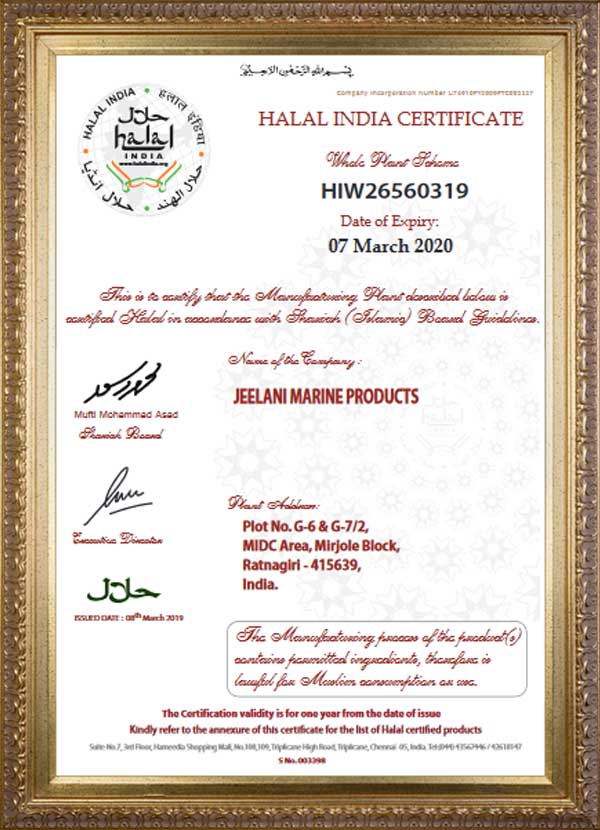 بسم الله الرحمن الرحيم
Company Incorporation Number
HALAL INDIA • हलाल इंडिया • حلال الهند • حلال انڈیا
حلال
halal
INDIA
www.halalindia.org
HALAL INDIA CERTIFICATE
Whole Plant Scheme
HIW26560319
Date of Expiry:
07 March 2020
This is to certify that the Manufacturing Plant described below is
certified Halal in accordance with Shariah (Islamic) Board Guidelines.
Name of the Company :
JEELANI MARINE PRODUCTS
Mufti Mohammed Asad
Shariah Board
Plant Address:
Plot No. G-6 & G-7/2,
MIDC Area, Mirjole Block,
Ratnagiri - 415639,
India.
Executive Director
حلال
ISSUED DATE : 08th March 2019
The Manufacturing process of the product(s)
contains permitted ingredients, therefore is
lawful for Muslim consumption or use.
The Certification validity is for one year from the date of issue
Kindly refer to the annexure of this certificate for the list of Halal certified products
Suite No.7, 3rd Floor, Hameedia Shopping Mall, No.108,109, Triplicane High Road, Triplicane, Chennai -05, India. Tel:(044) 43567446 / 42618147
S No. 003398